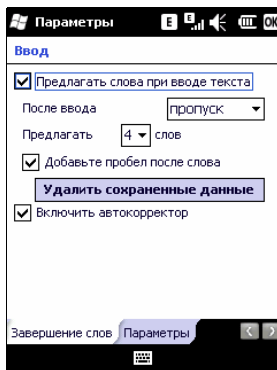 Параметры E E OK
Ввод
Предлагать слова при вводе текста
После ввода пропуск
Предлагать 4 слов
Добавьте пробел после слова
Удалить сохраненные данные
Включить автокорректор
Завершение слов Параметры